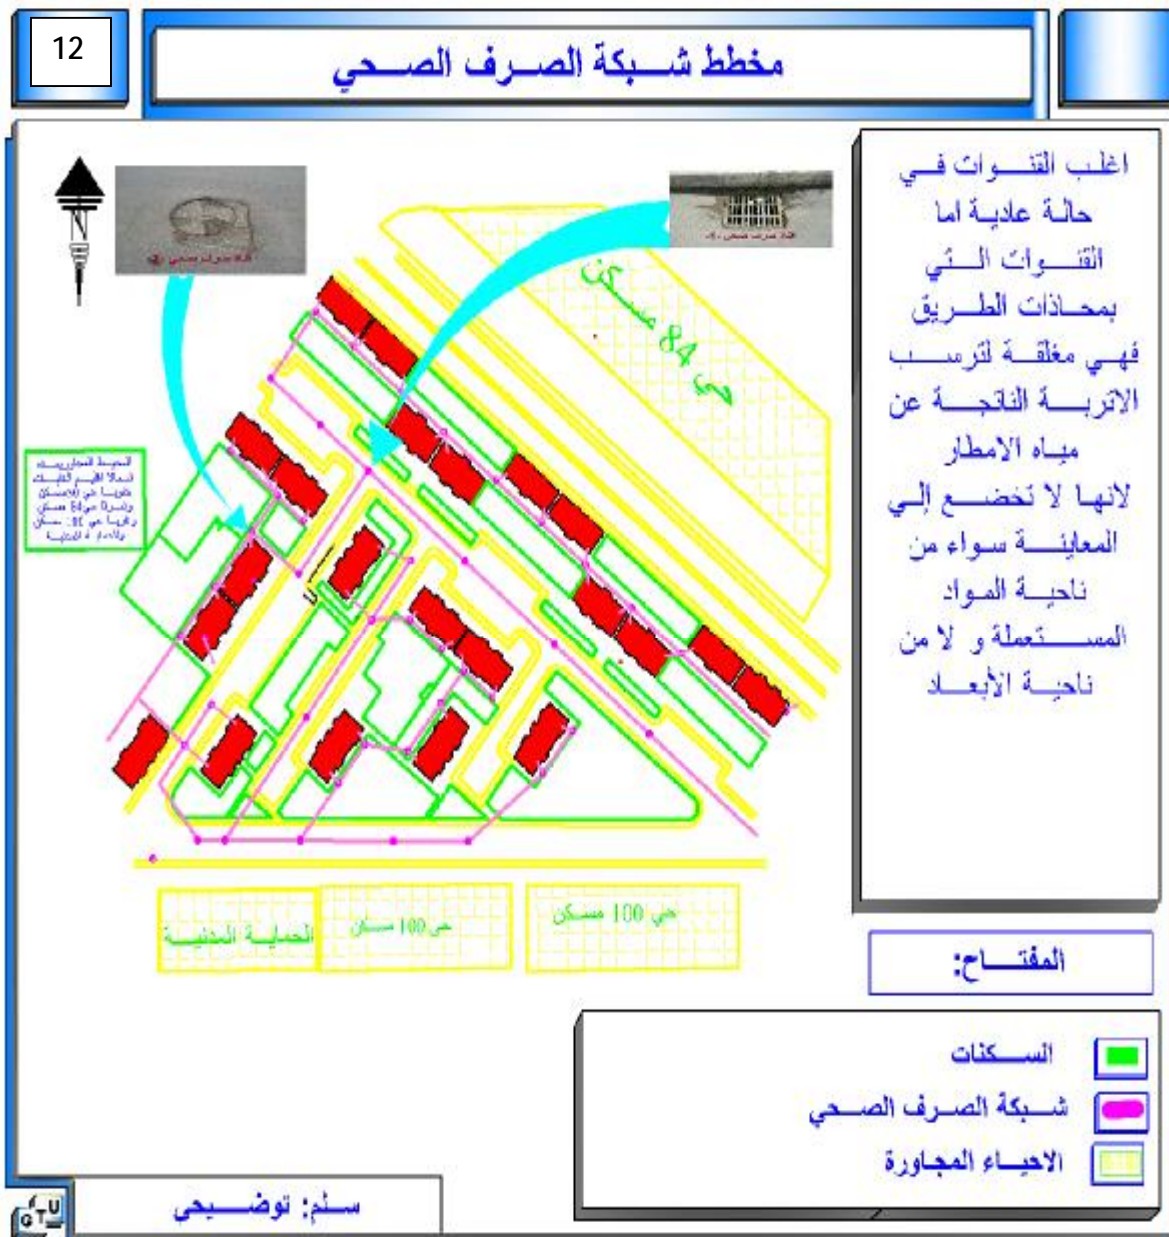 12
مخطط شبكة الصرف الصحي
اغلب القنوات في
حالة عادية اما
القنوات التي
بمحاذات الطريق
فهي مغلقة لترسب
الاتربة الناتجة عن
مياه الامطار
لانها لا تخضع إلي
المعاينة سواء من
ناحية المواد
المستعملة و لا من
ناحية الأبعاد
حي 84 مسكن
الحماية المدنية
حي 100 مسكن
حي 100 مسكن
المفتاح:
السكنات
شبكة الصرف الصحي
الاحياء المجاورة
سلم: توضيحي
GTU